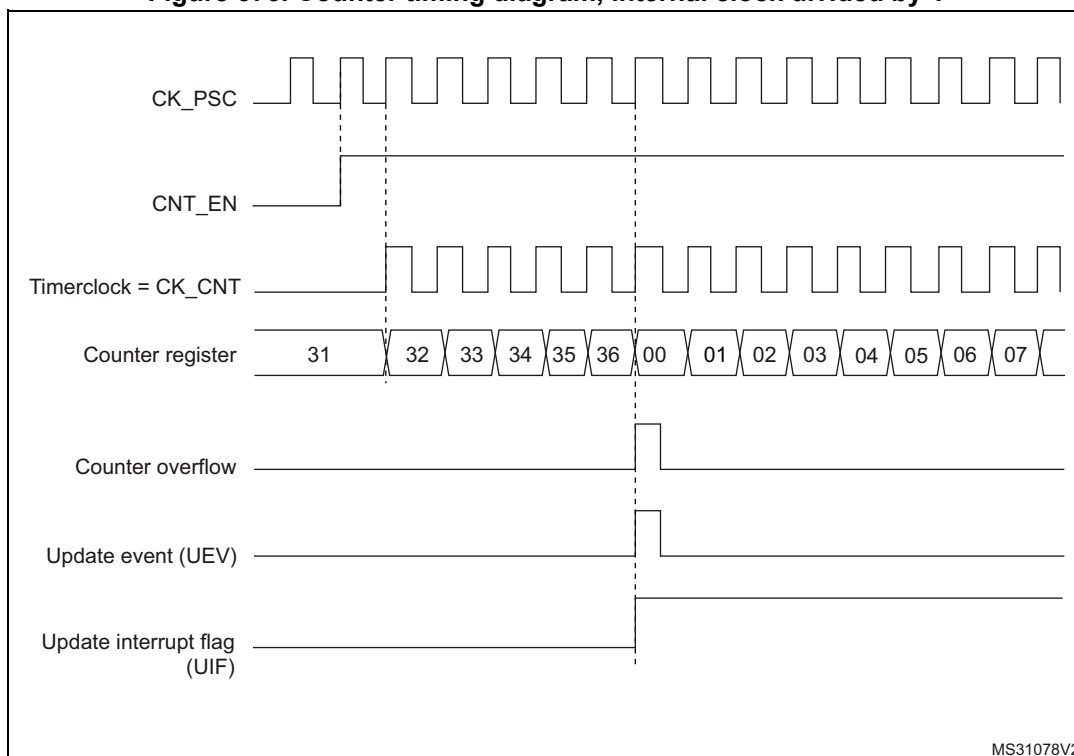 CK_PSC
CNT_EN
Timerclock = CK_CNT
Counter register 31 32 33 34 35 36 00 01 02 03 04 05 06 07
Counter overflow
Update event (UEV)
Update interrupt flag
(UIF)
MS31078V2